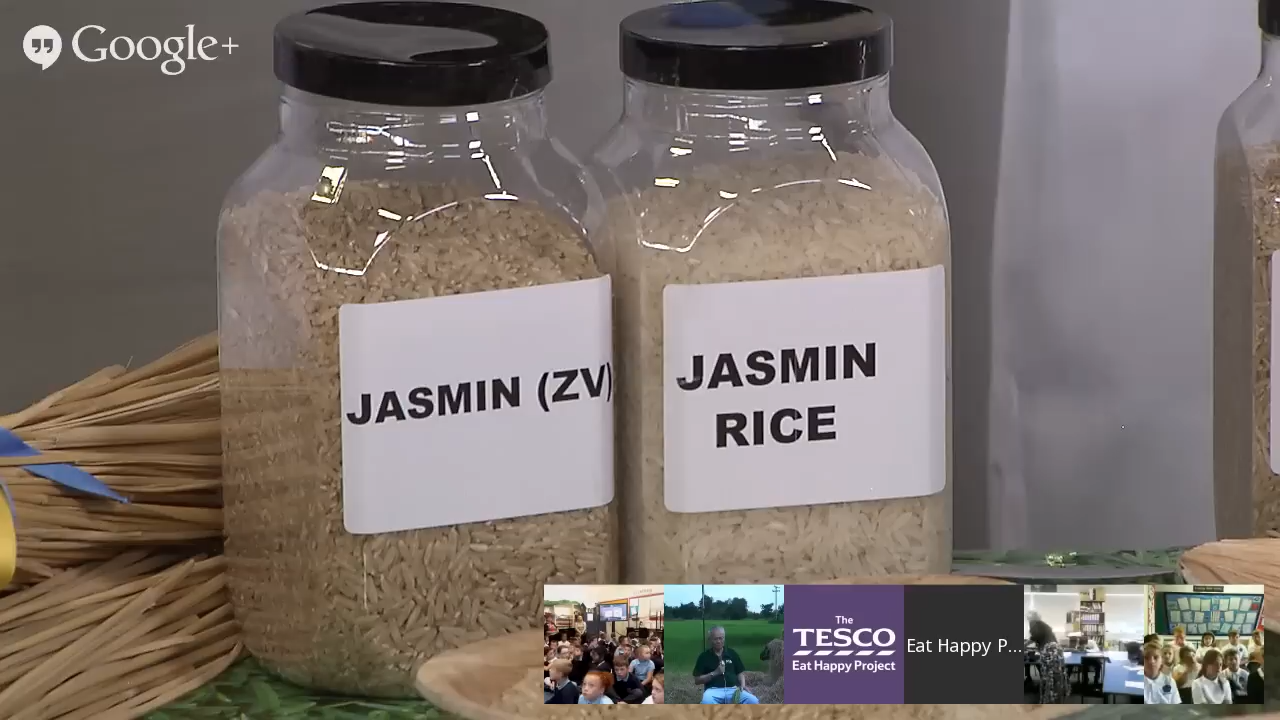 Google+
JASMIN (ZV)
JASMIN
RICE
The
TESCO
Eat Happy Project
Eat Happy P...